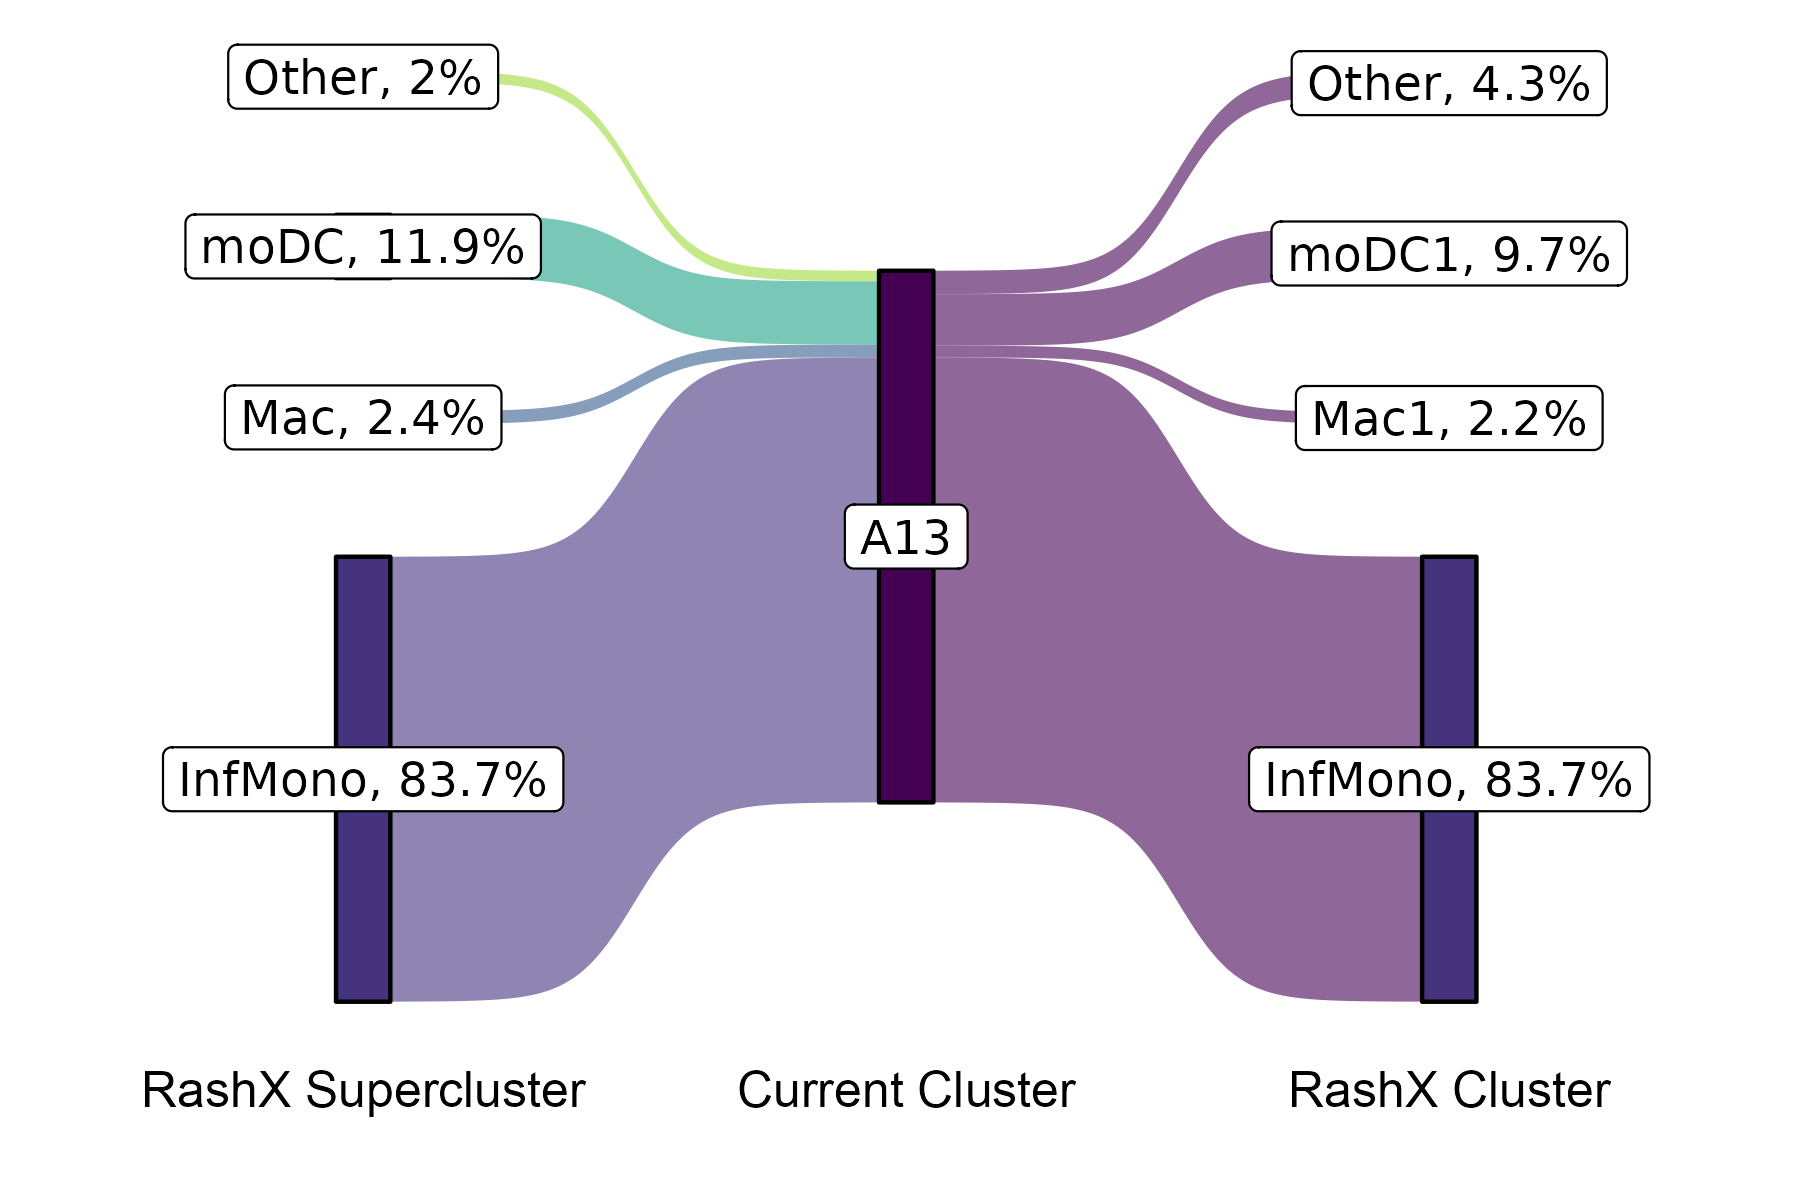 Other, 2%
moDC, 11.9%
Mac, 2.4%
InfMono, 83.7%
A13
Other, 4.3%
moDC1, 9.7%
Mac1, 2.2%
InfMono, 83.7%
RashX Supercluster
Current Cluster
RashX Cluster